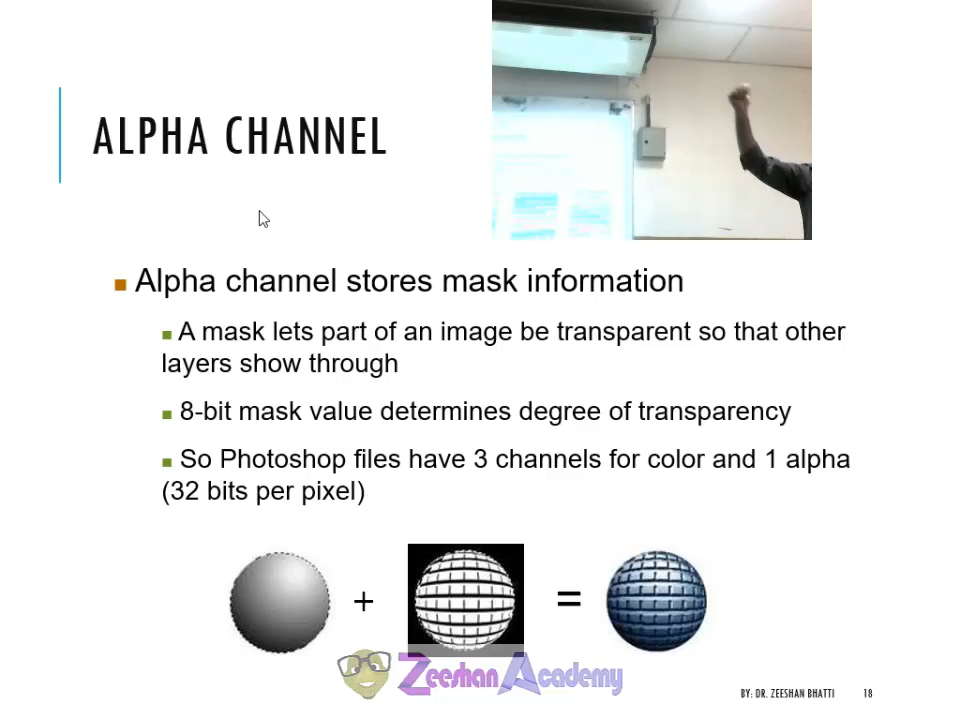 ALPHA CHANNEL
Alpha channel stores mask information
A mask lets part of an image be transparent so that other
layers show through
8-bit mask value determines degree of transparency
So Photoshop files have 3 channels for color and 1 alpha
(32 bits per pixel)
+ =
Zeeshan Academy
BY: DR. ZEESHAN BHATTI 18